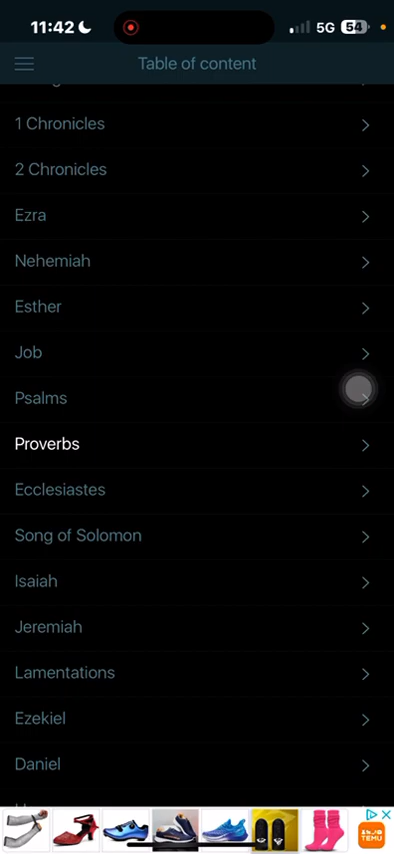 11:42
5G
54
Table of content
1 Chronicles
2 Chronicles
Ezra
Nehemiah
Esther
Job
Psalms
Proverbs
Ecclesiastes
Song of Solomon
Isaiah
Jeremiah
Lamentations
Ezekiel
Daniel
TEMU